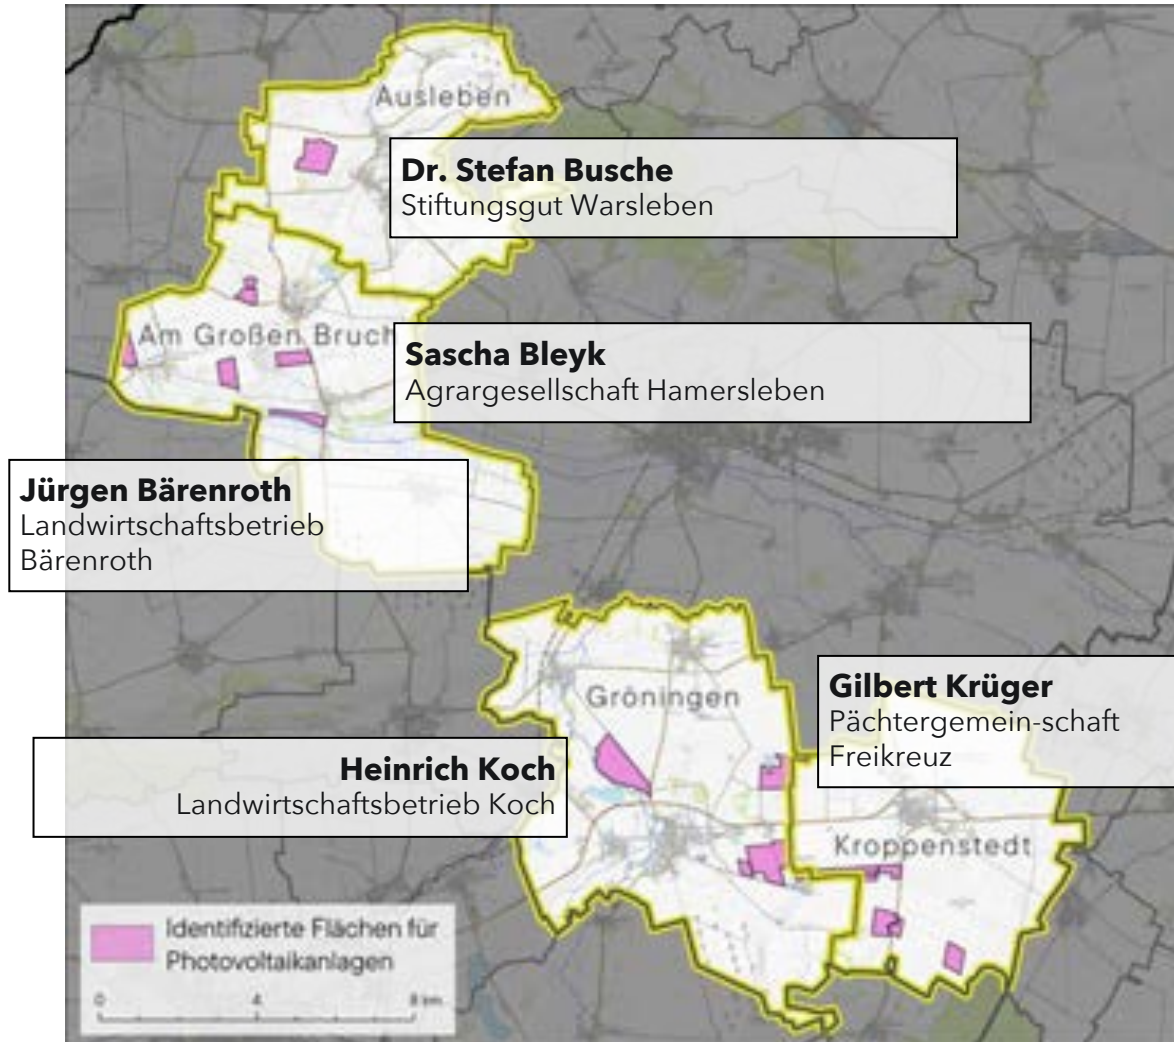 Ausleben
Dr. Stefan Busche
Stiftungsgut Warsleben
Am Großen Bruch
Sascha Bleyk
Agrargesellschaft Hamersleben
Jürgen Bärenroth
Landwirtschaftsbetrieb
Bärenroth
Gröningen
Gilbert Krüger
Pächtergemein-schaft
Freikreuz
Heinrich Koch
Landwirtschaftsbetrieb Koch
Kroppenstedt
Identifizierte Flächen für
Photovoltaikanlagen
0 4 8 km